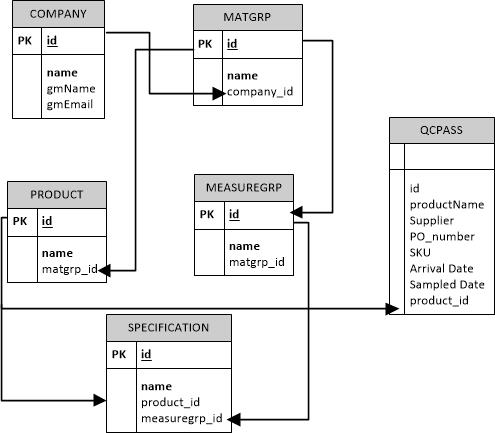 COMPANY
PK id
name
gmName
gmEmail
MATGRP
PK id
name
company_id
QCPASS
id
productName
Supplier
PO_number
SKU
Arrival Date
Sampled Date
product_id
PRODUCT
PK id
name
matgrp_id
MEASUREGRP
PK id
name
matgrp_id
SPECIFICATION
PK id
name
product_id
measuregrp_id